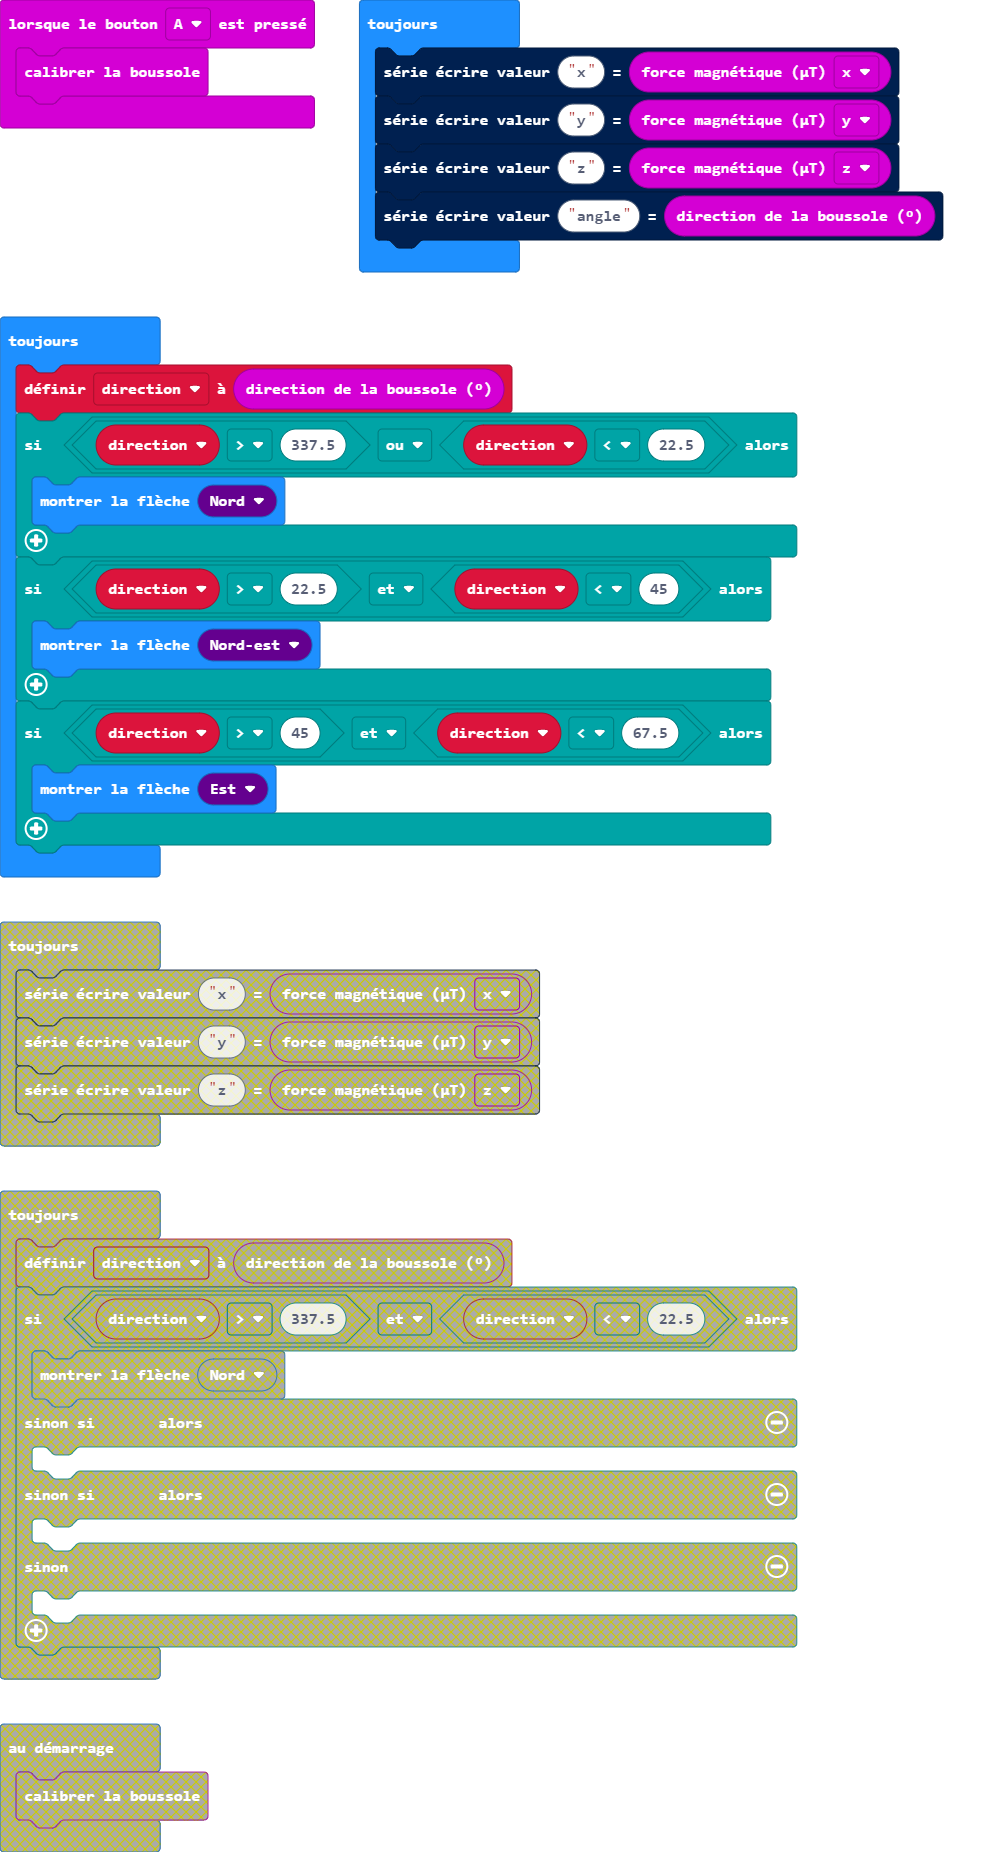 lorsque le bouton A est pressé
calibrer la boussole
toujours
série écrire valeur "x" = force magnétique (µT) x
série écrire valeur "y" = force magnétique (µT) y
série écrire valeur "z" = force magnétique (µT) z
série écrire valeur "angle" = direction de la boussole (º)
toujours
définir direction à direction de la boussole (º)
si direction > 337.5 ou direction < 22.5 alors
montrer la flèche Nord
si direction > 22.5 et direction < 45 alors
montrer la flèche Nord-est
si direction > 45 et direction < 67.5 alors
montrer la flèche Est
toujours
série écrire valeur "x" = force magnétique (µT) x
série écrire valeur "y" = force magnétique (µT) y
série écrire valeur "z" = force magnétique (µT) z
toujours
définir direction à direction de la boussole (º)
si direction > 337.5 et direction < 22.5 alors
montrer la flèche Nord
sinon si alors
sinon si alors
sinon
au démarrage
calibrer la boussole